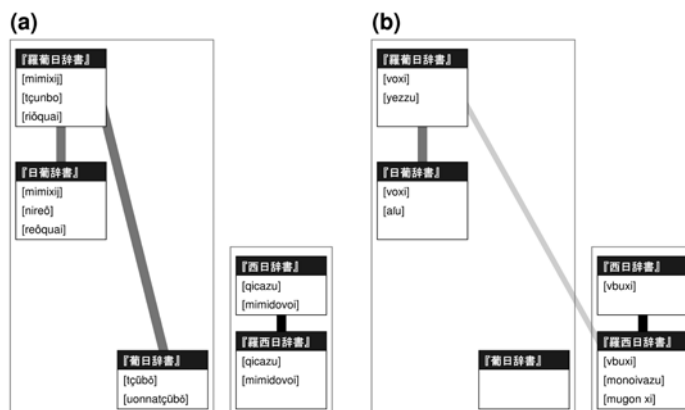 (a)
『羅葡日辞書』
[mimixij]
[tçunbo]
[riôquai]
『日葡辞書』
[mimixij]
[nireô]
[reôquai]
『西日辞書』
[qicazu]
[mimidovoi]
『羅西日辞書』
[qicazu]
[mimidovoi]
『葡日辞書』
[tçũbô]
[uonnatçũbô]
(b)
『羅葡日辞書』
[voxi]
[yezzu]
『日葡辞書』
[voxi]
[alu]
『西日辞書』
[vbuxi]
『羅西日辞書』
[vbuxi]
[monoivazu]
[mugon xi]
『葡日辞書』